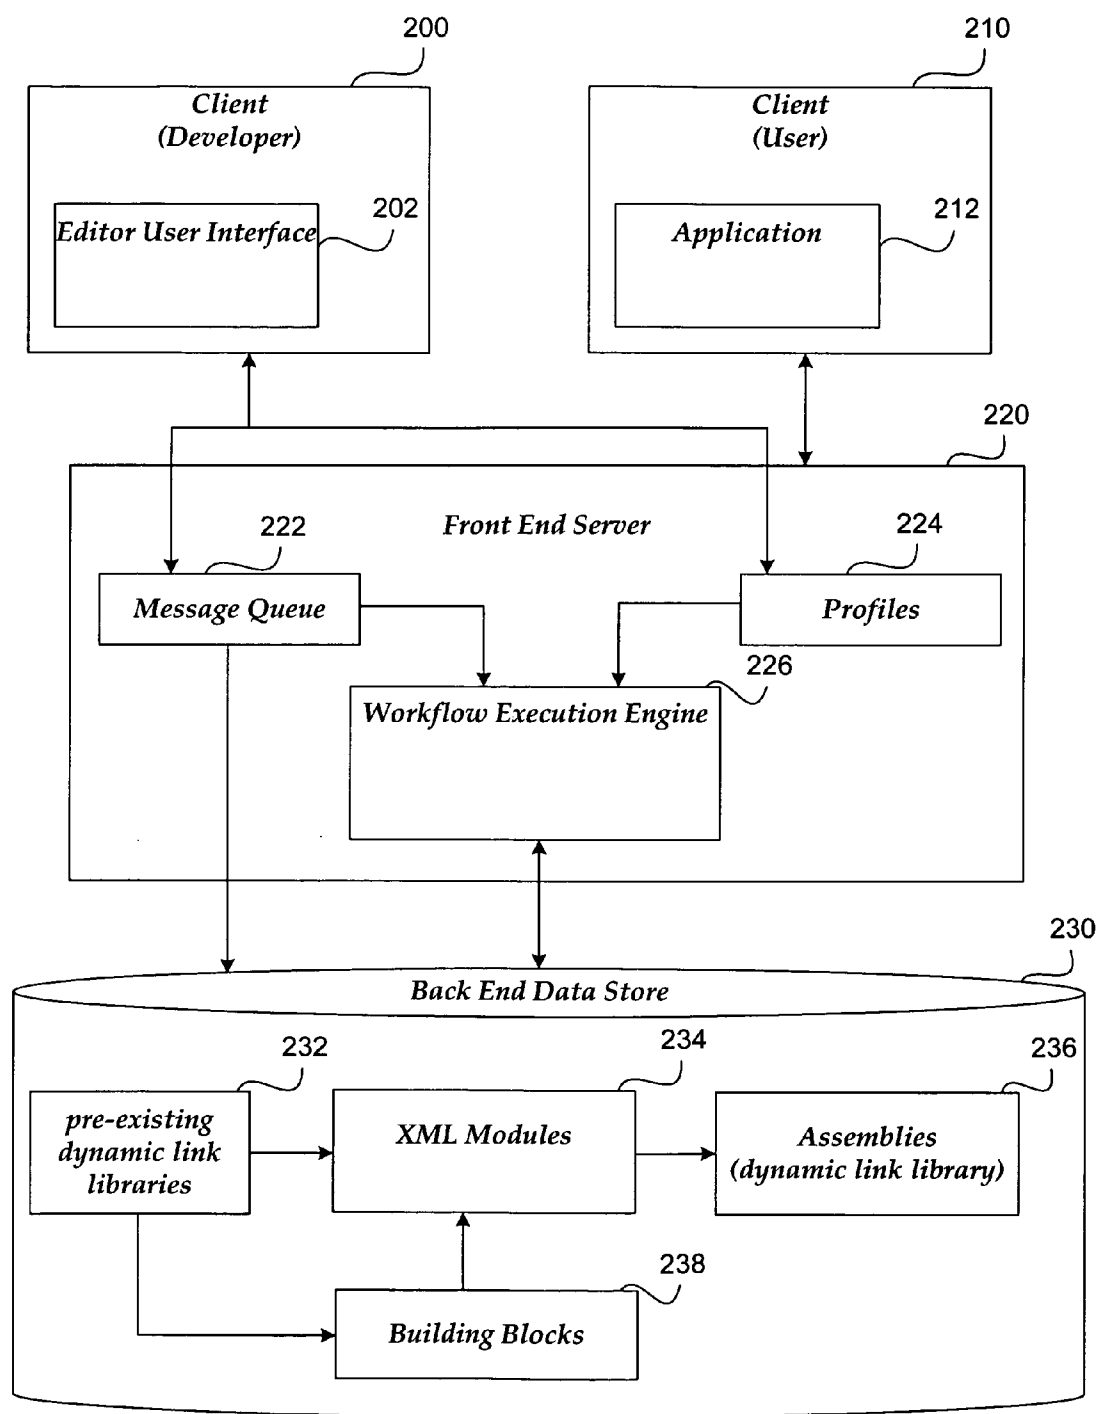 200
210
Client
(Developer)
Client
(User)
202
Editor User Interface
212
Application
220
Front End Server
222
224
Message Queue
Profiles
226
Workflow Execution Engine
230
Back End Data Store
232
234
236
pre-existing
dynamic link
libraries
XML Modules
Assemblies
(dynamic link library)
238
Building Blocks